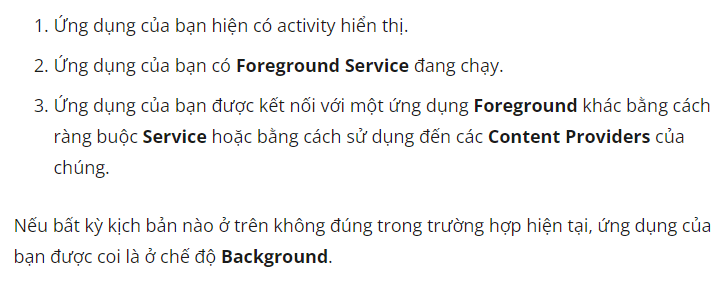 1. Ứng dụng của bạn hiện có activity hiển thị.
2. Ứng dụng của bạn có Foreground Service đang chạy.
3. Ứng dụng của bạn được kết nối với một ứng dụng Foreground khác bằng cách
ràng buộc Service hoặc bằng cách sử dụng đến các Content Providers của
chúng.
Nếu bất kỳ kịch bản nào ở trên không đúng trong trường hợp hiện tại, ứng dụng của
bạn được coi là ở chế độ Background.